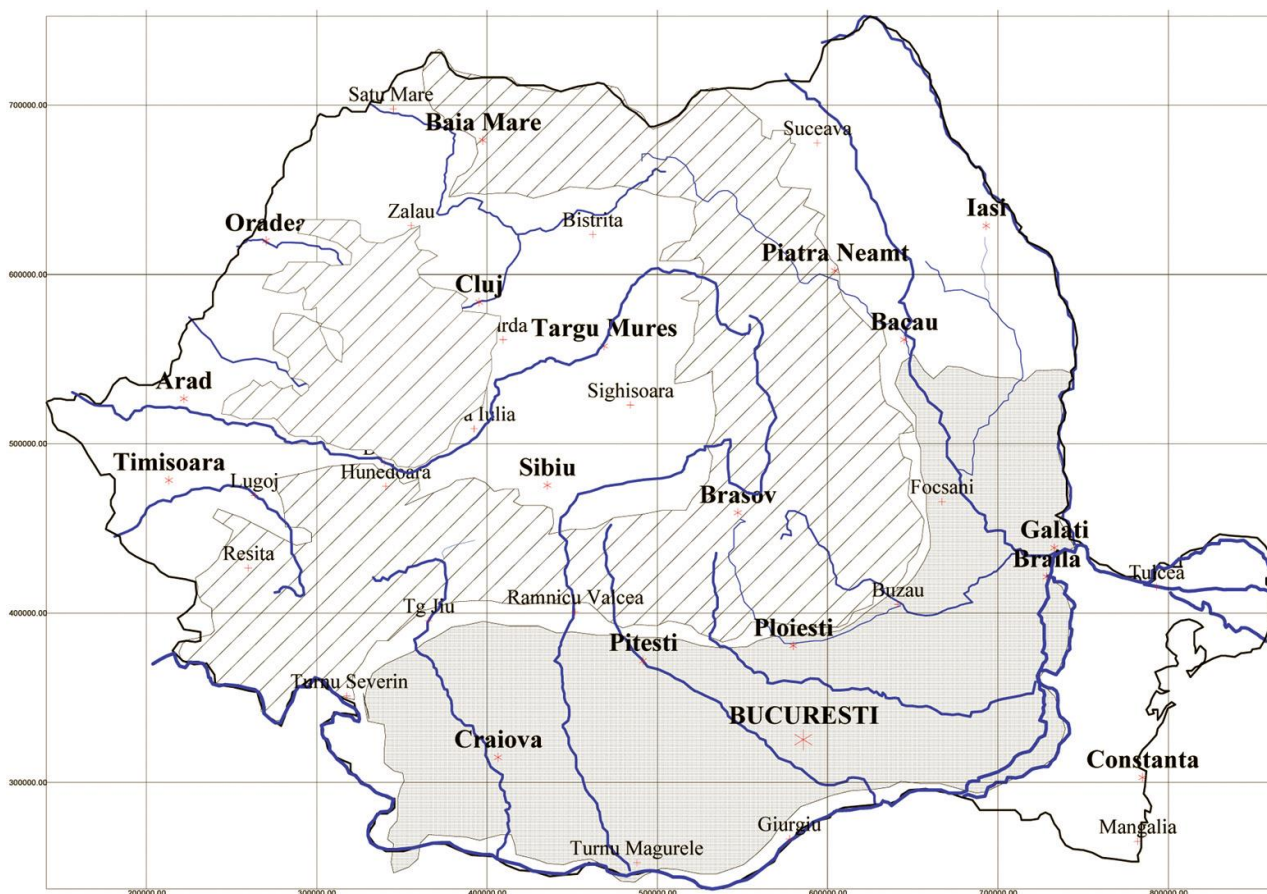 700000.00
Satu Mare
Baia Mare
Suceava
Zalau
Oradea
Bistrita
Iasi
Piatra Neamt
600000.00
Cluj
Targu Mures
Bacau
Arad
Sighisoara
500000.00
Timisoara
Lugoj
Hunedoara
Sibiu
Brasov
Focsani
Galati
Resita
Braila
Tulcea
400000.00
Tg Jiu
Ramnicu Valcea
Buzau
Pitesti
Ploiesti
Turnu Severin
BUCURESTI
Craiova
Constanta
300000.00
Giurgiu
Mangalia
Turnu Magurele
200000.00 300000.00 400000.00 500000.00 600000.00 700000.00